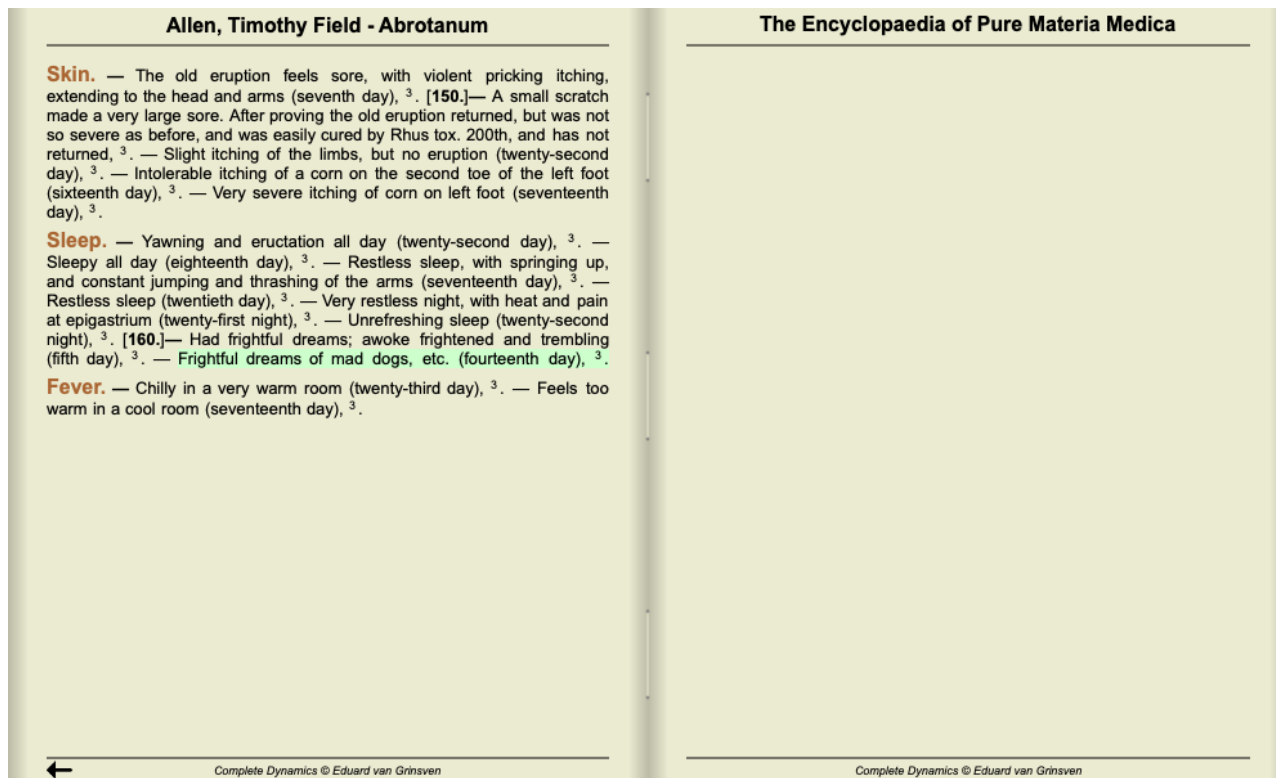 Allen, Timothy Field - Abrotanum
Skin. — The old eruption feels sore, with violent pricking itching,
extending to the head and arms (seventh day), ³. [150.]— A small scratch
made a very large sore. After proving the old eruption returned, but was not
so severe as before, and was easily cured by Rhus tox. 200th, and has not
returned, ³. — Slight itching of the limbs, but no eruption (twenty-second
day), ³. — Intolerable itching of a corn on the second toe of the left foot
(sixteenth day), ³. — Very severe itching of corn on left foot (seventeenth
day), ³.
Sleep. — Yawning and eructation all day (twenty-second day), ³. —
Sleepy all day (eighteenth day), ³. — Restless sleep, with springing up,
and constant jumping and thrashing of the arms (seventeenth day), ³. —
Restless sleep (twentieth day), ³. — Very restless night, with heat and pain
at epigastrium (twenty-first night), ³. — Unrefreshing sleep (twenty-second
night), ³. [160.]— Had frightful dreams; awoke frightened and trembling
(fifth day), ³. — Frightful dreams of mad dogs, etc. (fourteenth day), ³.
Fever. — Chilly in a very warm room (twenty-third day), ³. — Feels too
warm in a cool room (seventeenth day), ³.
Complete Dynamics © Eduard van Grinsven
The Encyclopaedia of Pure Materia Medica
Complete Dynamics © Eduard van Grinsven